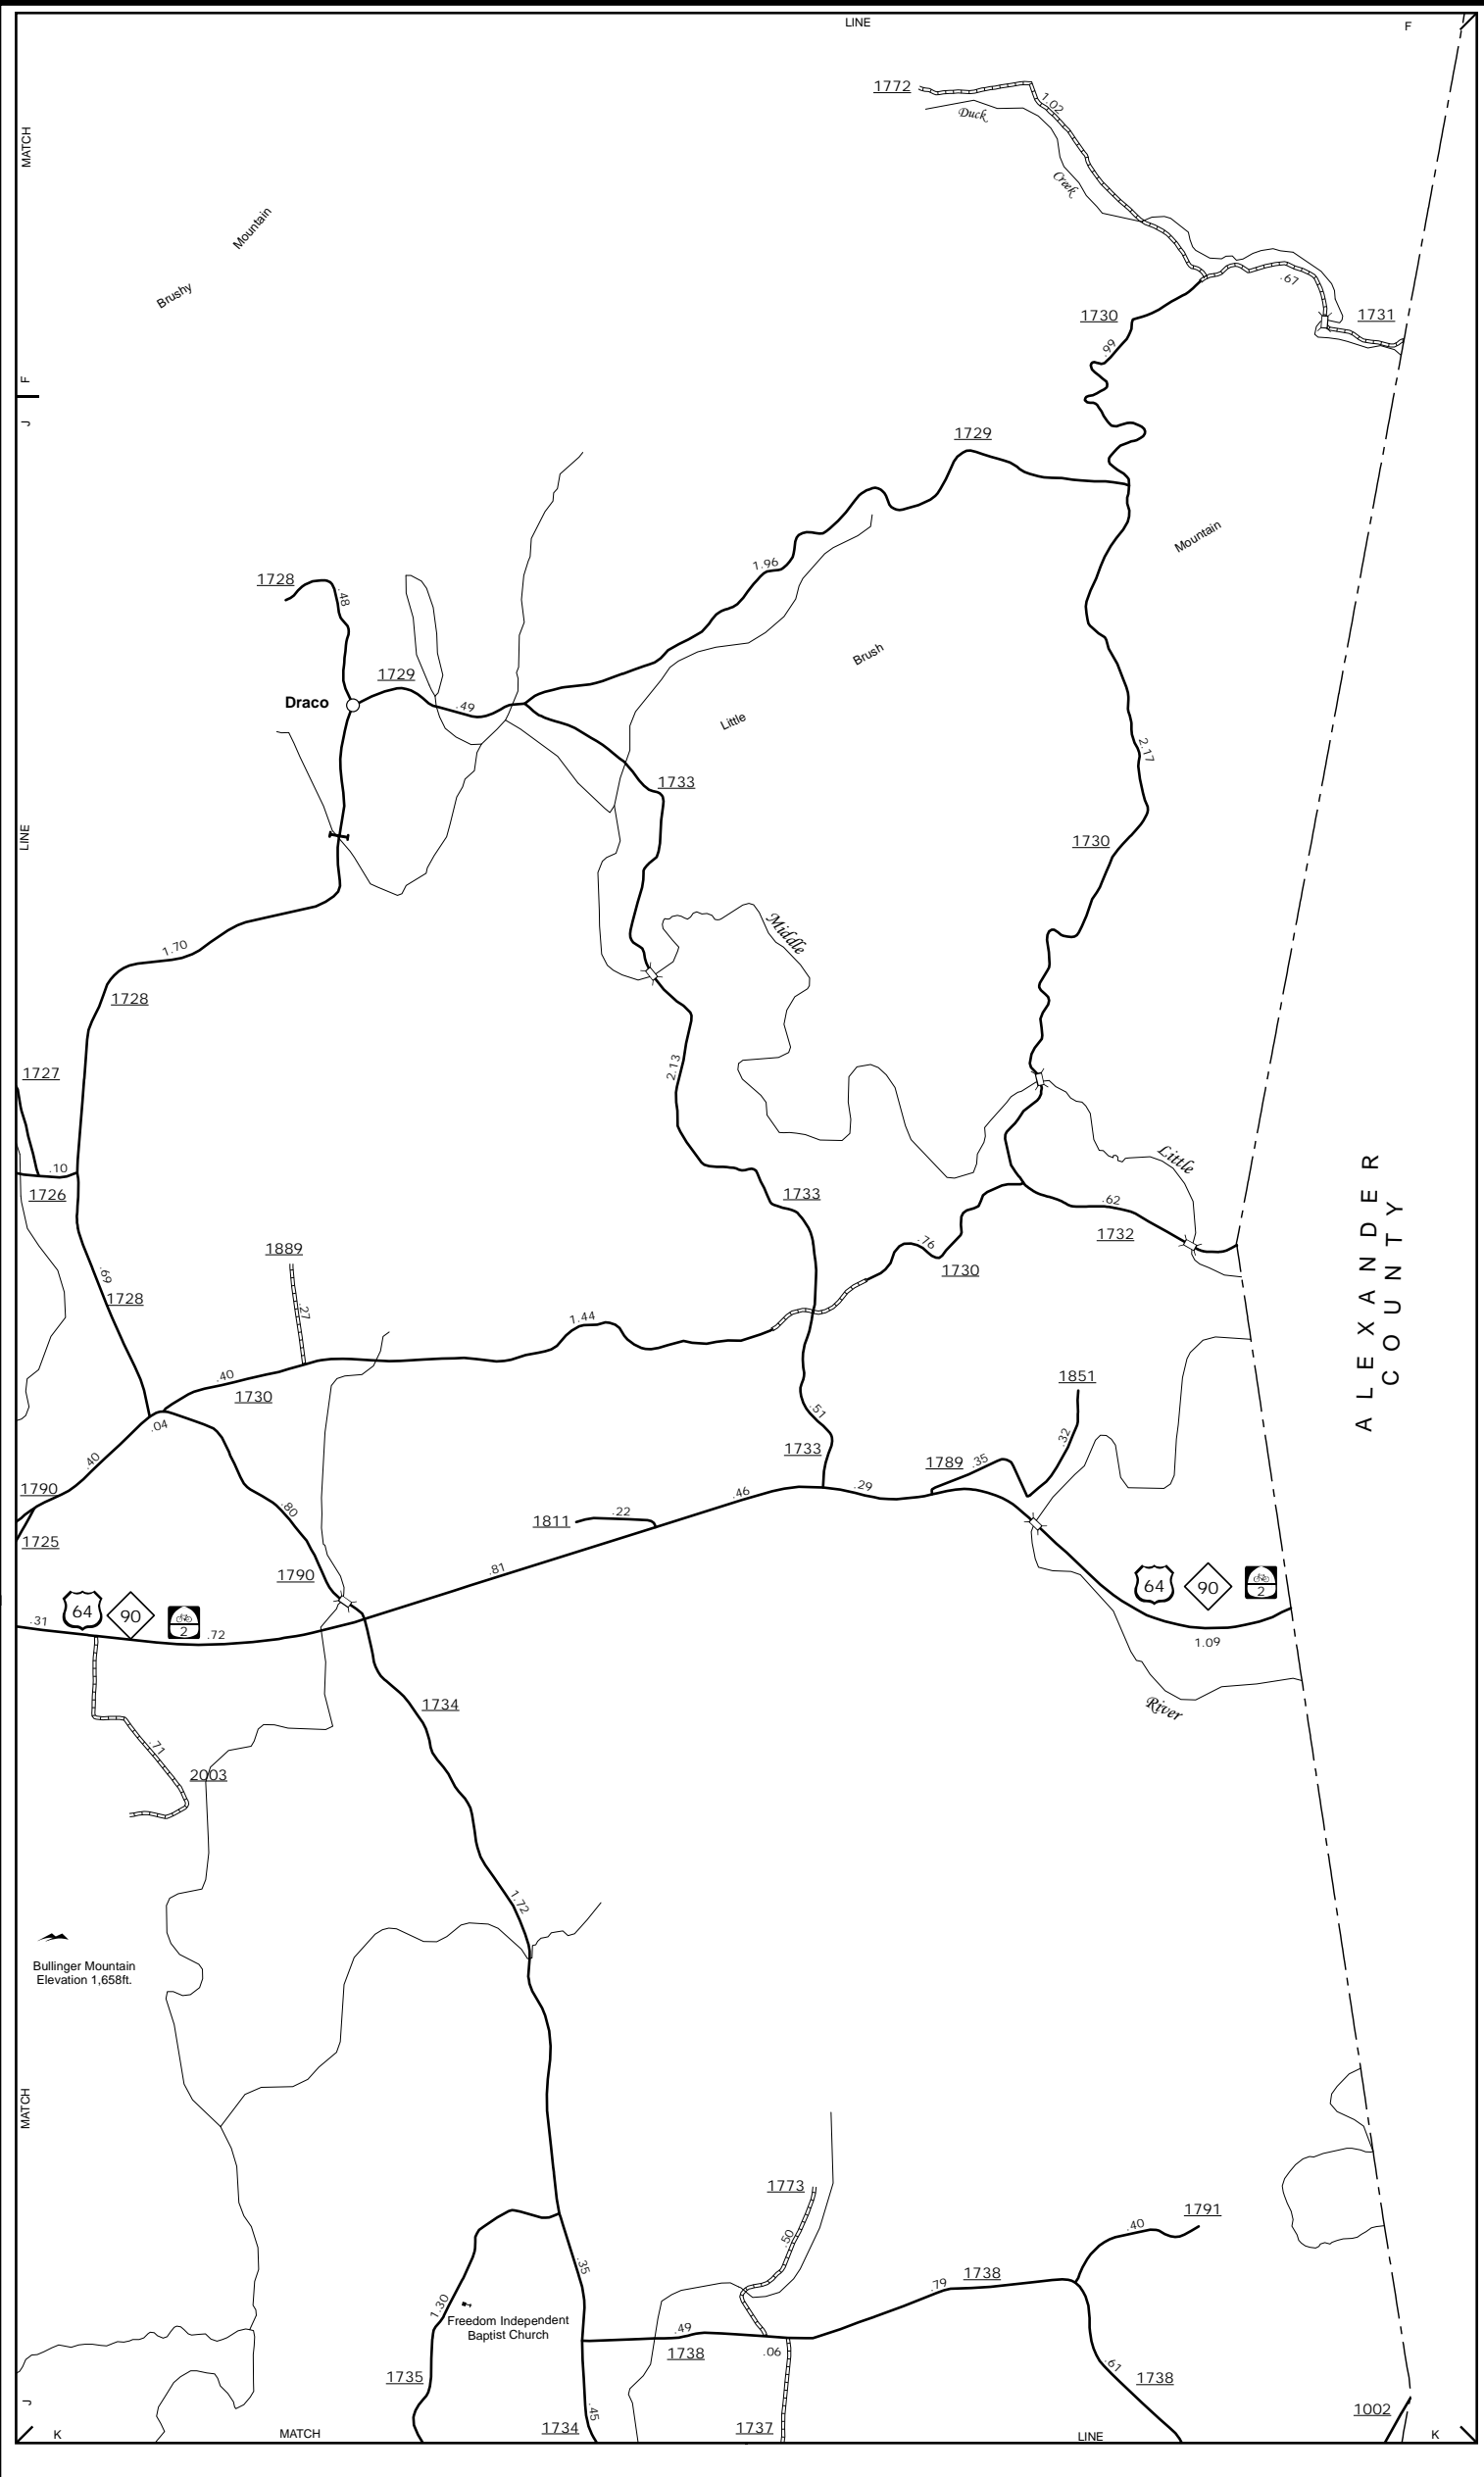 LINE
F
MATCH
1772
1.02
Duck
Creek
Mountain
Brushy
.67
1731
1730
.99
F
J
1729
Mountain
1.96
1728
.48
Brush
1729
Draco
.49
Little
2.17
1733
LINE
1730
Middle
1.70
1728
2.13
1727
Little
.10
1726
1733
.62
1732
ALEXANDER
COUNTY
1889
.76
1730
.69
1728
.27
1.44
.40
1730
1851
.04
.51
.32
1733
.40
1789
.35
1790
.29
.46
.80
.22
1811
1725
.81
1790
64
90
2
64
90
2
.31
.72
1.09
1734
River
.71
2003
1.72
Bullinger Mountain
Elevation 1,658ft.
MATCH
1773
1791
.40
.50
.35
1738
.79
1.30
Freedom Independent
Baptist Church
.49
1738
.06
.61
1735
1738
J
.45
1002
K
MATCH
1734
1737
LINE
K